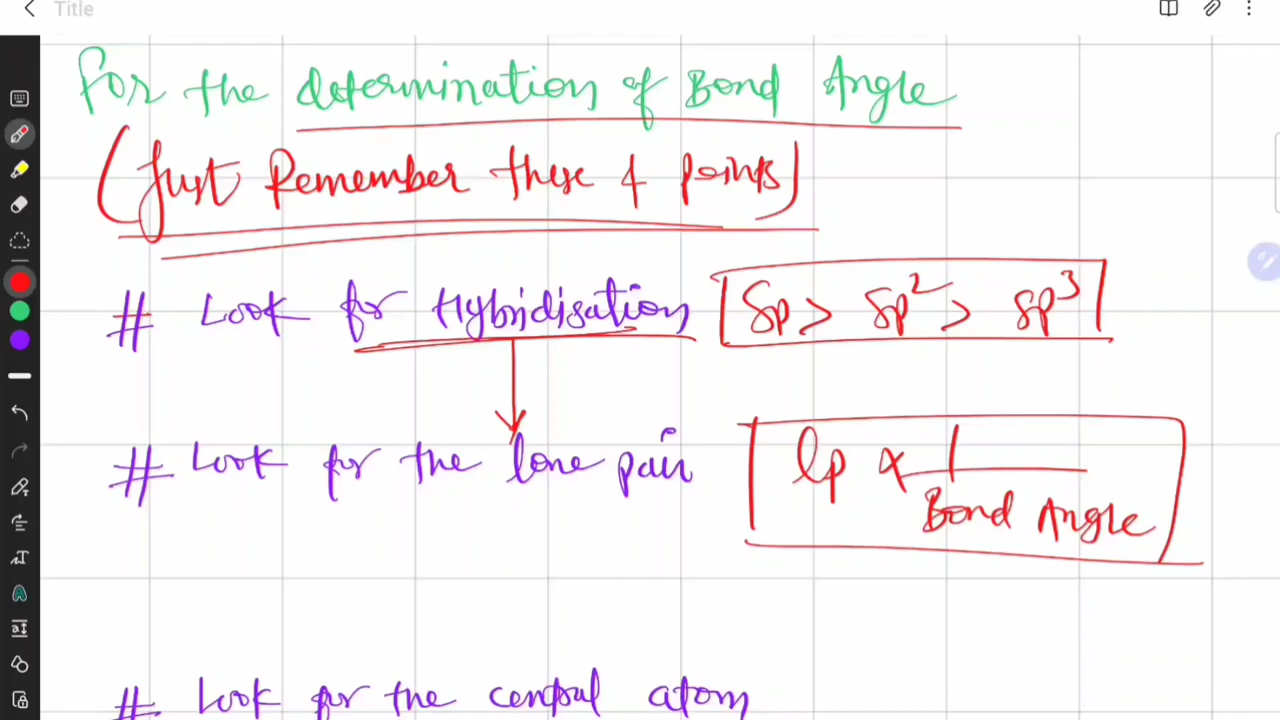 Title
For the determination of Bond Angle
(Just Remember these 4 points)
# Look for Hybridisation [Sp > Sp² > Sp³]
# Look for the lone pair lp ∝ 1/Bond Angle
# Look for the central atom